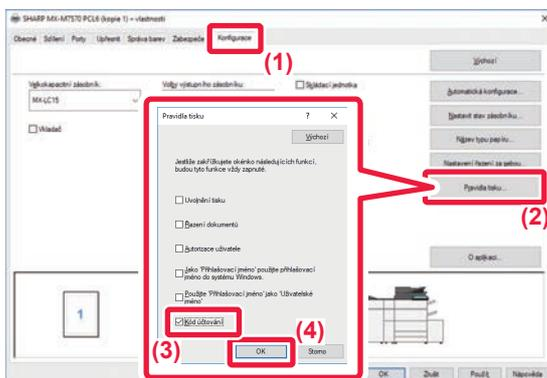 SHARP MX-M7570 PCL6 (kopie 1) – vlastnosti
Obecné Sdílení Porty Upřesnit Správa barev Zabezpeče Konfigurace
(1)
Výchozí
Velkokapacitní zásobník:
Volby výstupního zásobníku:
Skládací jednotka
MX-LC15
Automatická konfigurace...
Vkladač
Nastavit stav zásobníku...
Název typu papíru...
Nastavení řazení za sebou...
Pravidla tisku...
(2)
Pravidla tisku
? ×
Výchozí
Jestliže zakřížkujete okénko následujících funkcí,
budou tyto funkce vždy zapnuté.
Uvolnění tisku
Řazení dokumentů
Autorizace uživatele
Jako 'Přihlašovací jméno' použijte přihlašovací
jméno do systému Windows.
Použijte 'Přihlašovací jméno' jako 'Uživatelské
jméno'
Kód účtování
(3)
(4)
OK Storno
O aplikaci...
1
OK Zrušit Použít Nápověda